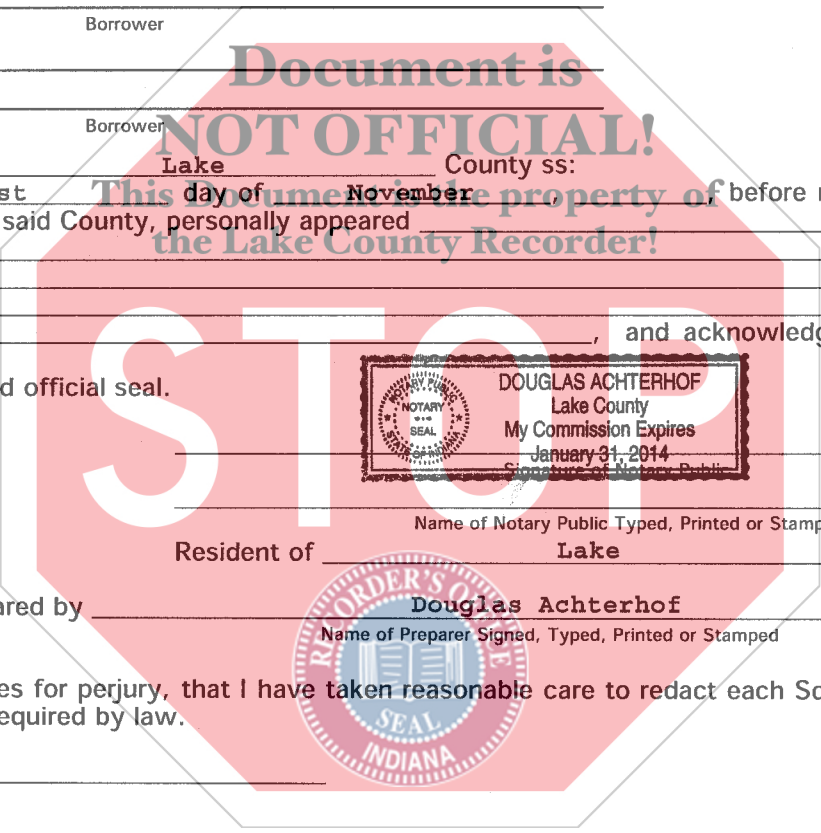 Borrower
Document is
NOT OFFICIAL!
Borrower
Lake County ss:
st day of November , , before
This Document is the property of
said County, personally appeared
the Lake County Recorder!
STOP
, and acknowledg
d official seal.
NOTARY PUBLIC
NOTARY
SEAL
STATE OF INDIANA
DOUGLAS ACHTERHOF
Lake County
My Commission Expires
January 31, 2014
Signature of Notary Public
Name of Notary Public Typed, Printed or Stamp
Resident of Lake
RECORDER'S OFFICE
ared by Douglas Achterhof
Name of Preparer Signed, Typed, Printed or Stamped
es for perjury, that I have taken reasonable care to redact each So
equired by law.
SEAL
INDIANA